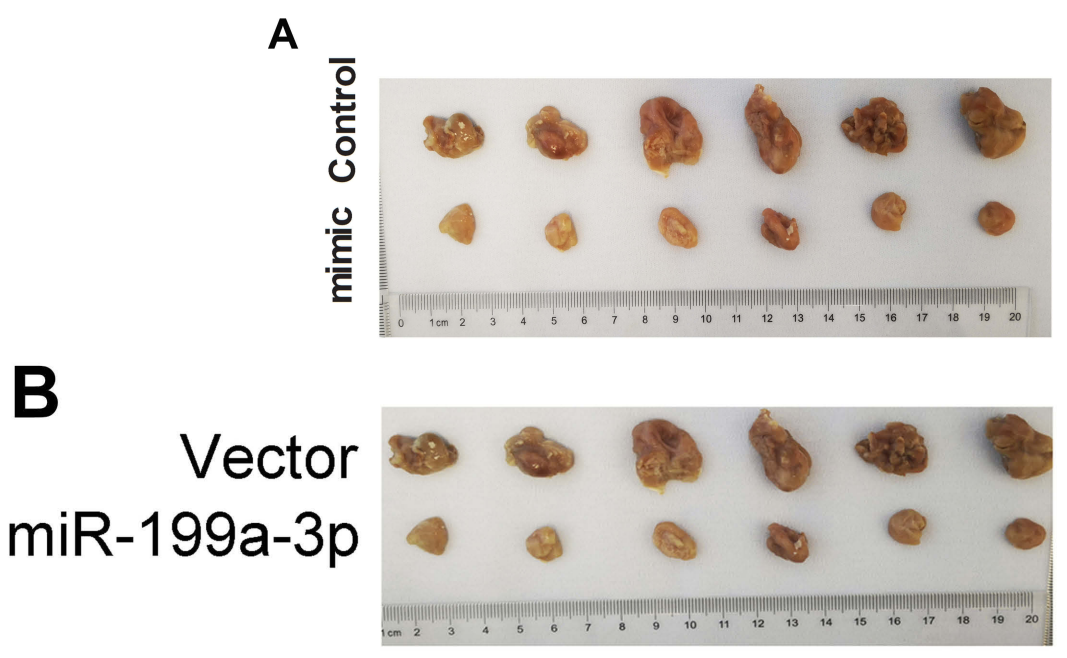 A
Control
mimic
0 1cm 2 3 4 5 6 7 8 9 10 11 12 13 14 15 16 17 18 19 20
B
Vector
miR-199a-3p
1cm 2 3 4 5 6 7 8 9 10 11 12 13 14 15 16 17 18 19 20